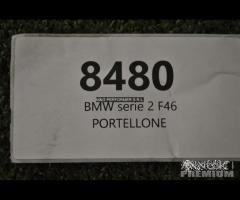 8480
BMW serie 2 F46
PORTELLONE
PREMIUM